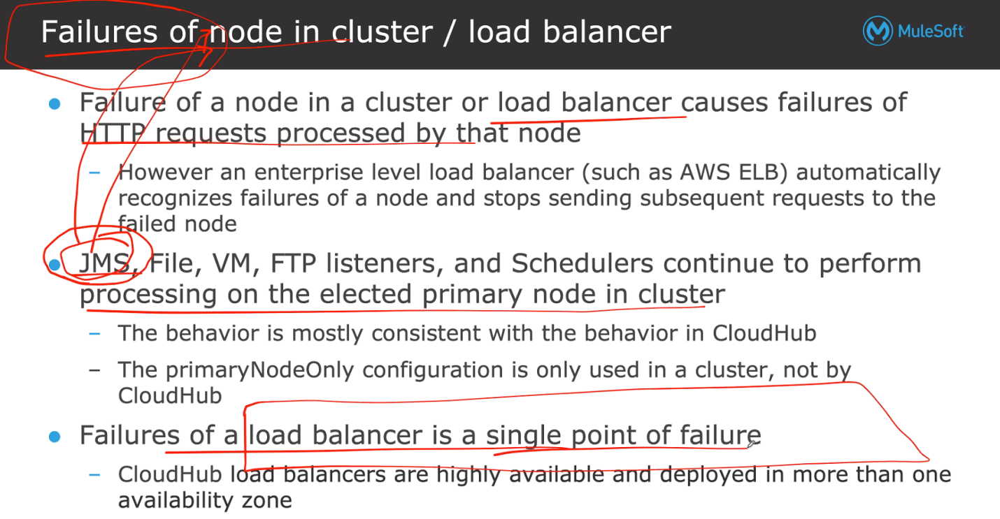 Failures of node in cluster / load balancer
MuleSoft
• Failure of a node in a cluster or load balancer causes failures of
HTTP requests processed by that node
– However an enterprise level load balancer (such as AWS ELB) automatically
recognizes failures of a node and stops sending subsequent requests to the
failed node
• JMS, File, VM, FTP listeners, and Schedulers continue to perform
processing on the elected primary node in cluster
– The behavior is mostly consistent with the behavior in CloudHub
– The primaryNodeOnly configuration is only used in a cluster, not by
CloudHub
• Failures of a load balancer is a single point of failure
– CloudHub load balancers are highly available and deployed in more than one
availability zone